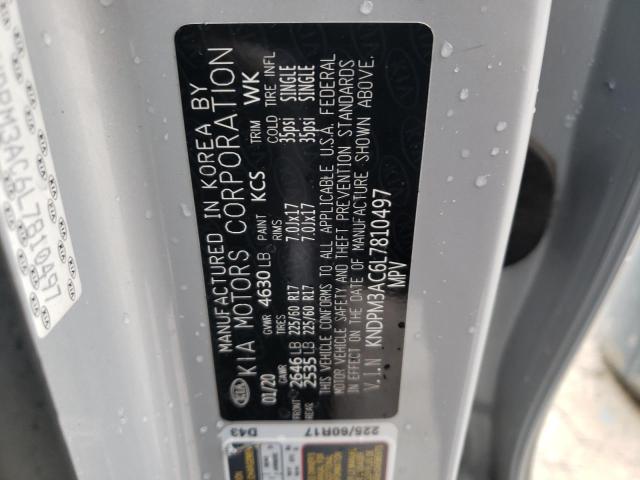 MANUFACTURED IN KOREA BY
KIA KIA MOTORS CORPORATION
01/20 GVWR 4630 LB PAINT KCS TRIM WK
GAWR TIRES RIMS COLD TIRE INFL
FRONT 2646 LB 225/60 R17 7.0Jx17 35psi SINGLE
REAR 2535 LB 225/60 R17 7.0Jx17 35psi SINGLE
THIS VEHICLE CONFORMS TO ALL APPLICABLE U.S.A. FEDERAL
MOTOR VEHICLE SAFETY AND THEFT PREVENTION STANDARDS
IN EFFECT ON THE DATE OF MANUFACTURE SHOWN ABOVE.
V.I.N KNDPM3AC6L7810497
MPV
D43
225/60R17